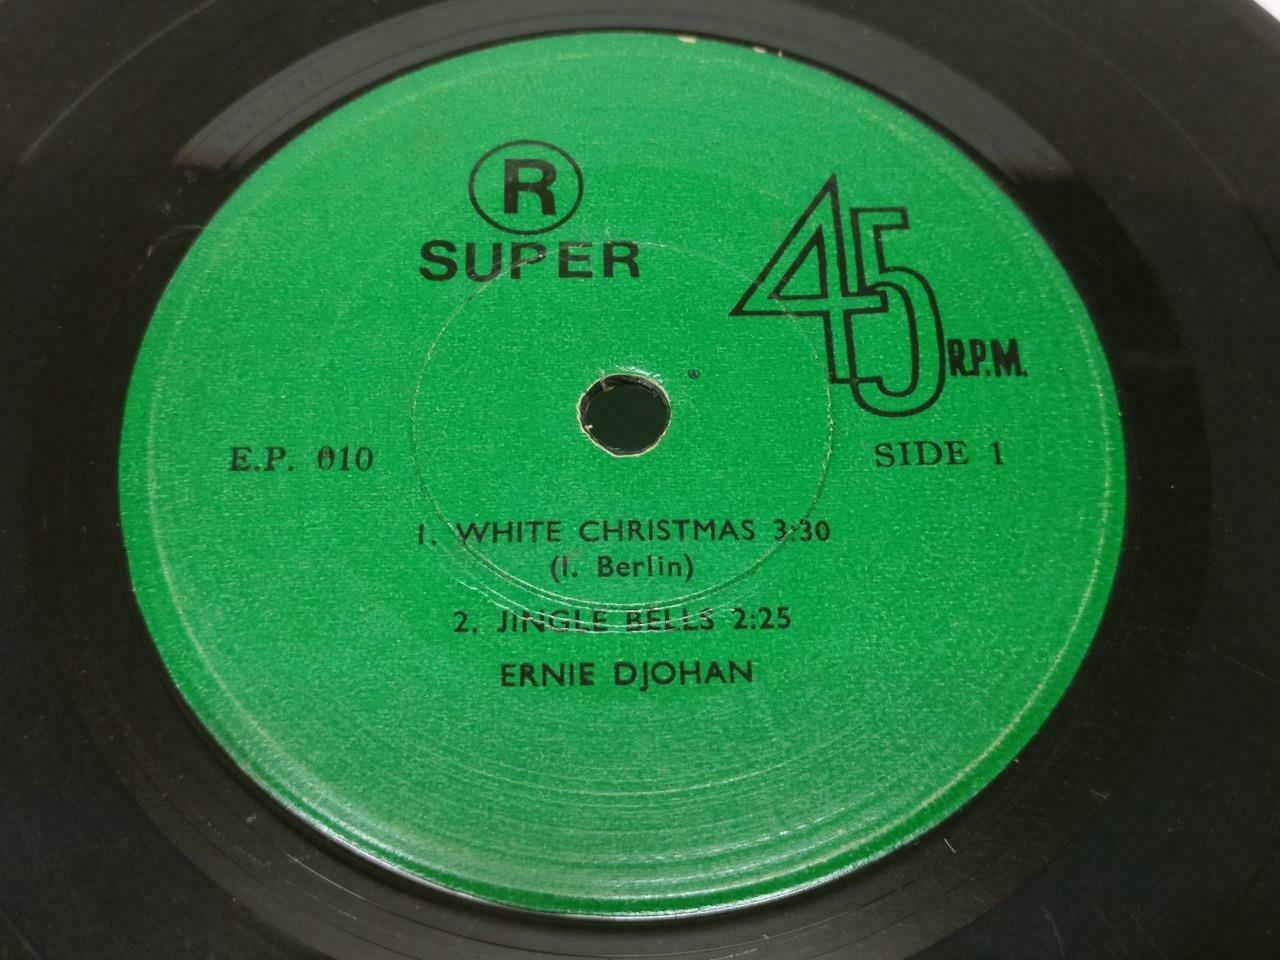 R
SUPER
45 R.P.M.
E.P. 010
SIDE 1
1. WHITE CHRISTMAS 3:30
(I. Berlin)
2. JINGLE BELLS 2:25
ERNIE DJOHAN